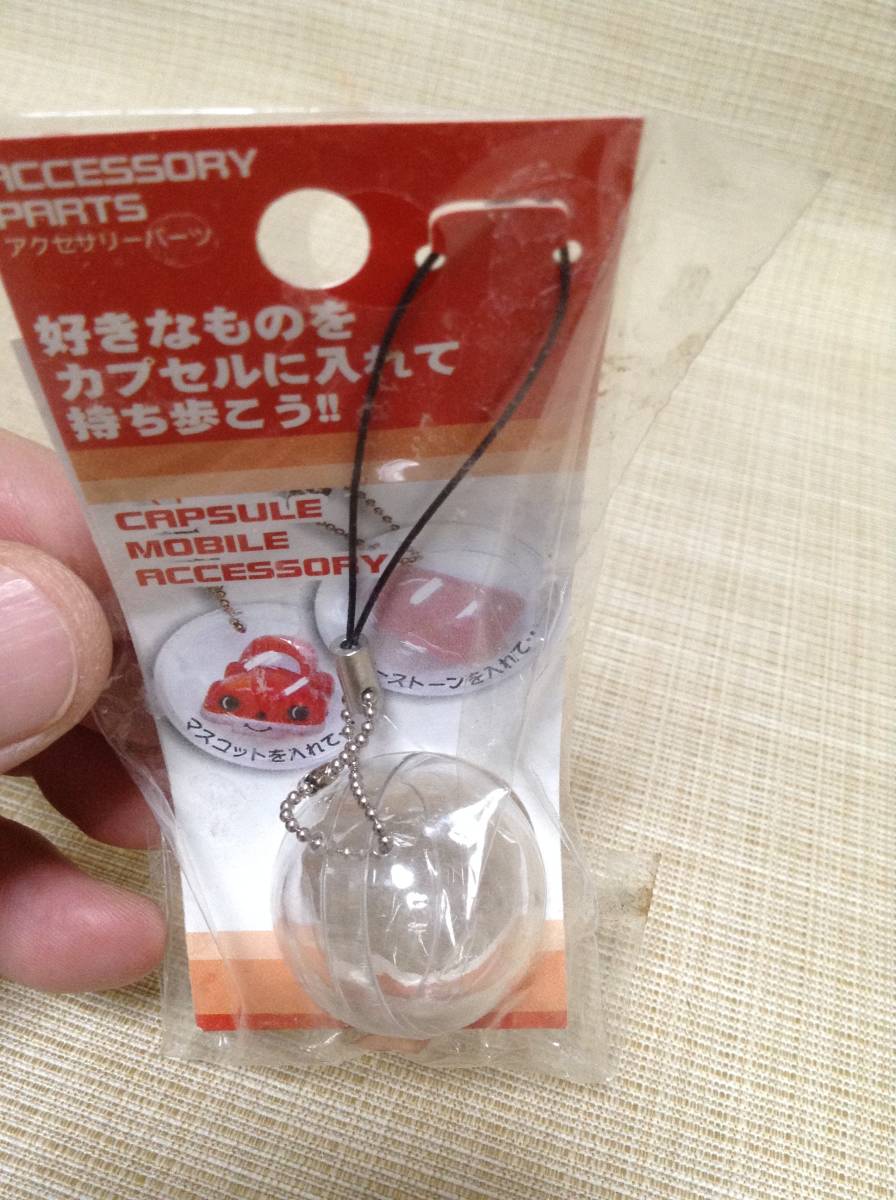 ACCESSORY
PARTS
アクセサリーパーツ
好きなものを
カプセルに入れて
持ち歩こう!!
CAPSULE
MOBILE
ACCESSORY
ーストーンを入れて…
マスコットを入れて…